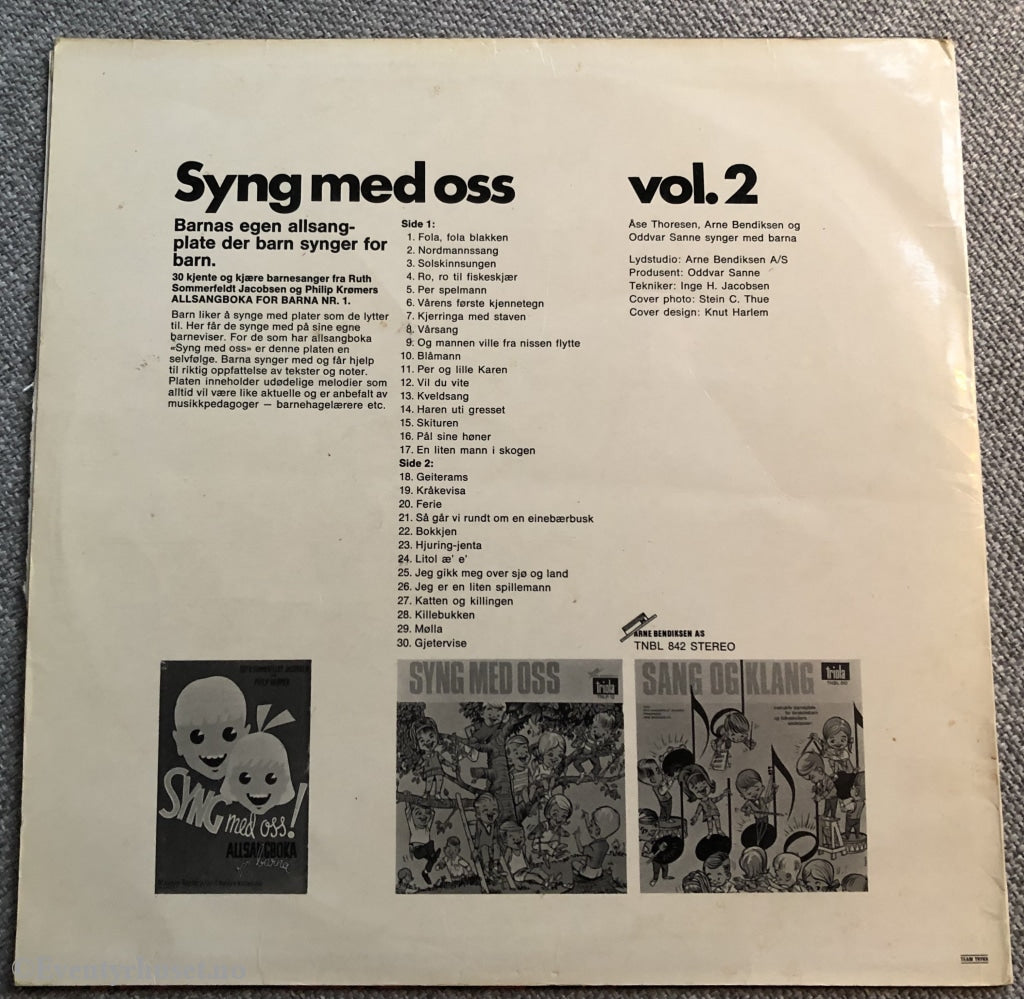 Syng med oss
vol. 2
Barnas egen allsang-
plate der barn synger for
barn.
30 kjente og kjære barnesanger fra Ruth
Sommerfeldt Jacobsen og Philip Krømers
ALLSANGBOKA FOR BARNA NR. 1.
Barn liker å synge med plater som de lytter
til. Her får de synge med på sine egne
barneviser. For de som har allsangboka
«Syng med oss» er denne platen en
selvfølge. Barna synger med og får hjelp
til riktig oppfattelse av tekster og noter.
Platen inneholder udødelige melodier som
alltid vil være like aktuelle og er anbefalt av
musikkpedagoger — barnehagelærere etc.
Side 1:
1. Fola, fola blakken
2. Nordmannssang
3. Solskinnsungen
4. Ro, ro til fiskeskjær
5. Per spelmann
6. Vårens første kjennetegn
7. Kjerringa med staven
8. Vårsang
9. Og mannen ville fra nissen flytte
10. Blåmann
11. Per og lille Karen
12. Vil du vite
13. Kveldsang
14. Haren uti gresset
15. Skituren
16. Pål sine høner
17. En liten mann i skogen
Side 2:
18. Geiterams
19. Kråkevisa
20. Ferie
21. Så går vi rundt om en einebærbusk
22. Bokkjen
23. Hjuring-jenta
24. Litol æ' e'
25. Jeg gikk meg over sjø og land
26. Jeg er en liten spillemann
27. Katten og killingen
28. Killebukken
29. Mølla
30. Gjetervise
Åse Thoresen, Arne Bendiksen og
Oddvar Sanne synger med barna
Lydstudio: Arne Bendiksen A/S
Produsent: Oddvar Sanne
Tekniker: Inge H. Jacobsen
Cover photo: Stein C. Thue
Cover design: Knut Harlem
ARNE BENDIKSEN AS
TNBL 842 STEREO
SYNG med oss!
ALLSANGBOKA
for barna
SYNG MED OSS
triola
SANG OG KLANG
triola